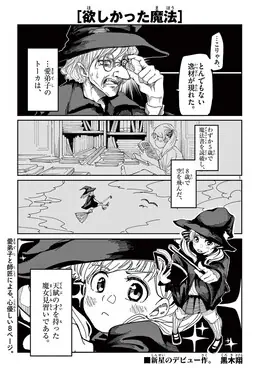 [欲しかった魔法]
…こりゃあ、
とんでもない
逸材が現れた。
…愛弟子の
トーカは、
わずか5歳で
魔法書を読破し、
8歳で
空を飛んだ。
天賦の才を持った
魔女見習いである。
愛弟子と師匠による、心優しい8ページ。
■新星のデビュー作。
黒木翔